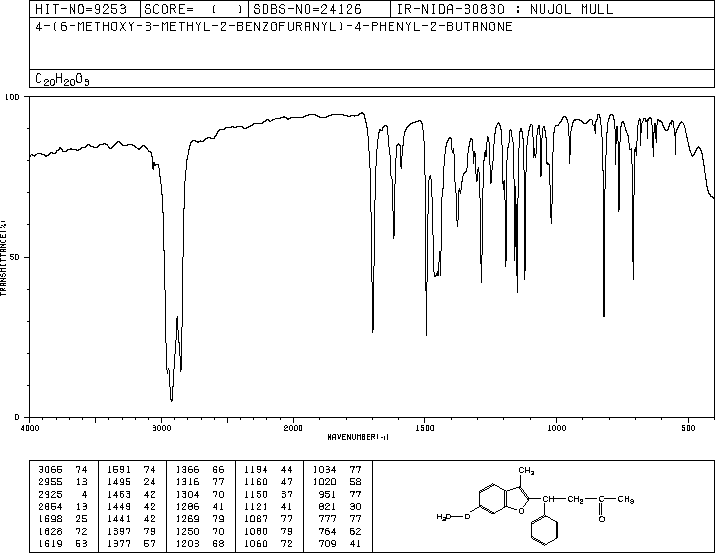 HIT-NO=9253 SCORE= ( ) SDBS-NO=24126 IR-NIDA-30830 : NUJOL MULL
4-(6-METHOXY-3-METHYL-2-BENZOFURANYL)-4-PHENYL-2-BUTANONE
C20H20O3
100
50
0
TRANSMITTANCE(%)
4000 3000 2000 1500 1000 500
WAVENUMBER(-1)
3065 74 1591 74 1366 66 1194 44 1034 77
2955 13 1495 24 1316 77 1160 47 1020 58
2925 4 1463 42 1304 70 1150 37 951 77
2854 13 1449 42 1286 41 1121 41 821 30
1698 25 1441 42 1269 79 1087 77 777 77
1628 72 1397 79 1250 70 1080 79 764 62
1619 53 1377 57 1203 68 1060 72 709 41
CH3
H3C O O CH CH2 C CH3
O